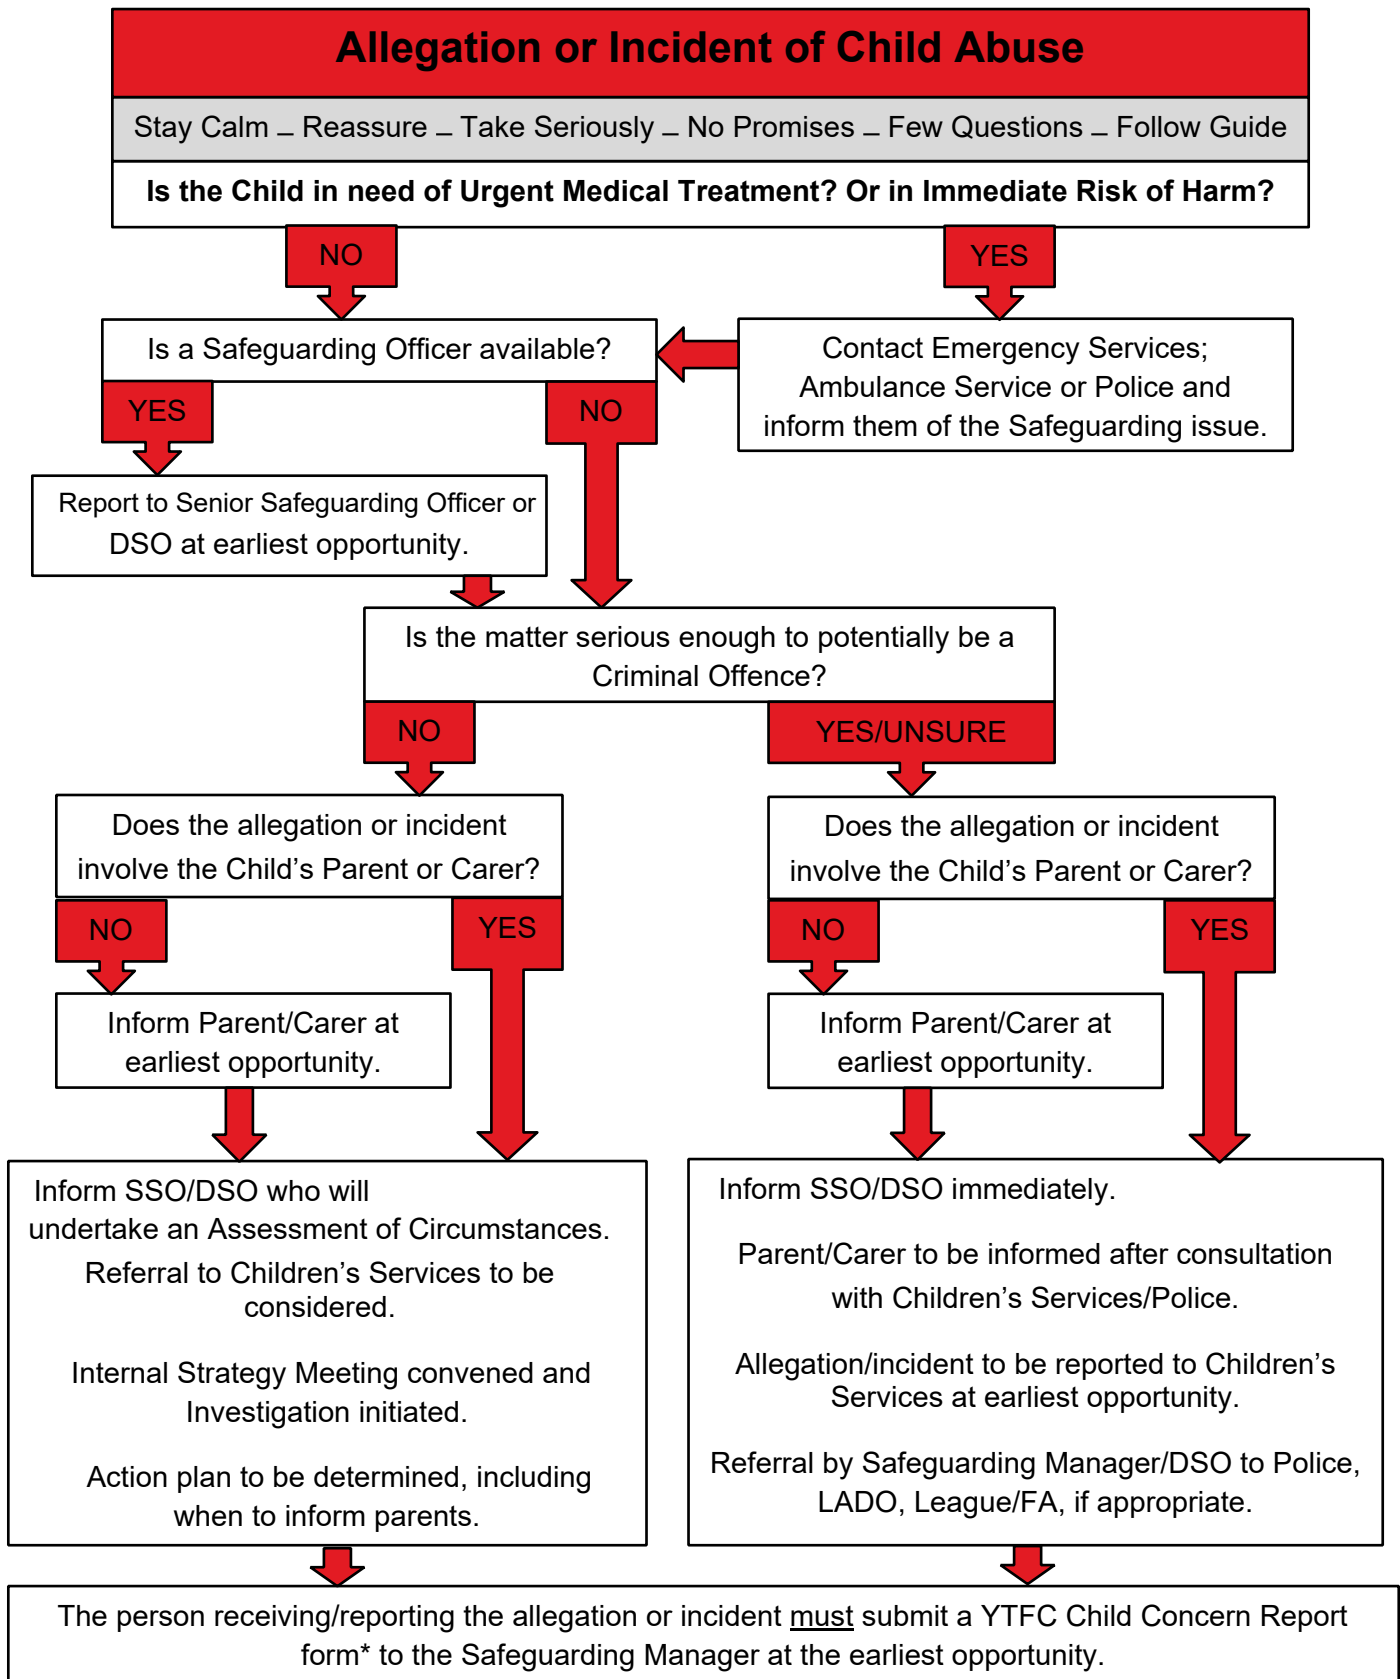 Allegation or Incident of Child Abuse
Stay Calm – Reassure – Take Seriously – No Promises – Few Questions – Follow Guide
Is the Child in need of Urgent Medical Treatment? Or in Immediate Risk of Harm?
NO
YES
Is a Safeguarding Officer available?
Contact Emergency Services;
Ambulance Service or Police and
inform them of the Safeguarding issue.
YES
NO
Report to Senior Safeguarding Officer or
DSO at earliest opportunity.
Is the matter serious enough to potentially be a
Criminal Offence?
NO
YES/UNSURE
Does the allegation or incident
involve the Child’s Parent or Carer?
Does the allegation or incident
involve the Child’s Parent or Carer?
NO
YES
NO
YES
Inform Parent/Carer at
earliest opportunity.
Inform Parent/Carer at
earliest opportunity.
Inform SSO/DSO who will
undertake an Assessment of Circumstances.
Referral to Children’s Services to be
considered.
Internal Strategy Meeting convened and
Investigation initiated.
Action plan to be determined, including
when to inform parents.
Inform SSO/DSO immediately.
Parent/Carer to be informed after consultation
with Children’s Services/Police.
Allegation/incident to be reported to Children’s
Services at earliest opportunity.
Referral by Safeguarding Manager/DSO to Police,
LADO, League/FA, if appropriate.
The person receiving/reporting the allegation or incident must submit a YTFC Child Concern Report
form* to the Safeguarding Manager at the earliest opportunity.